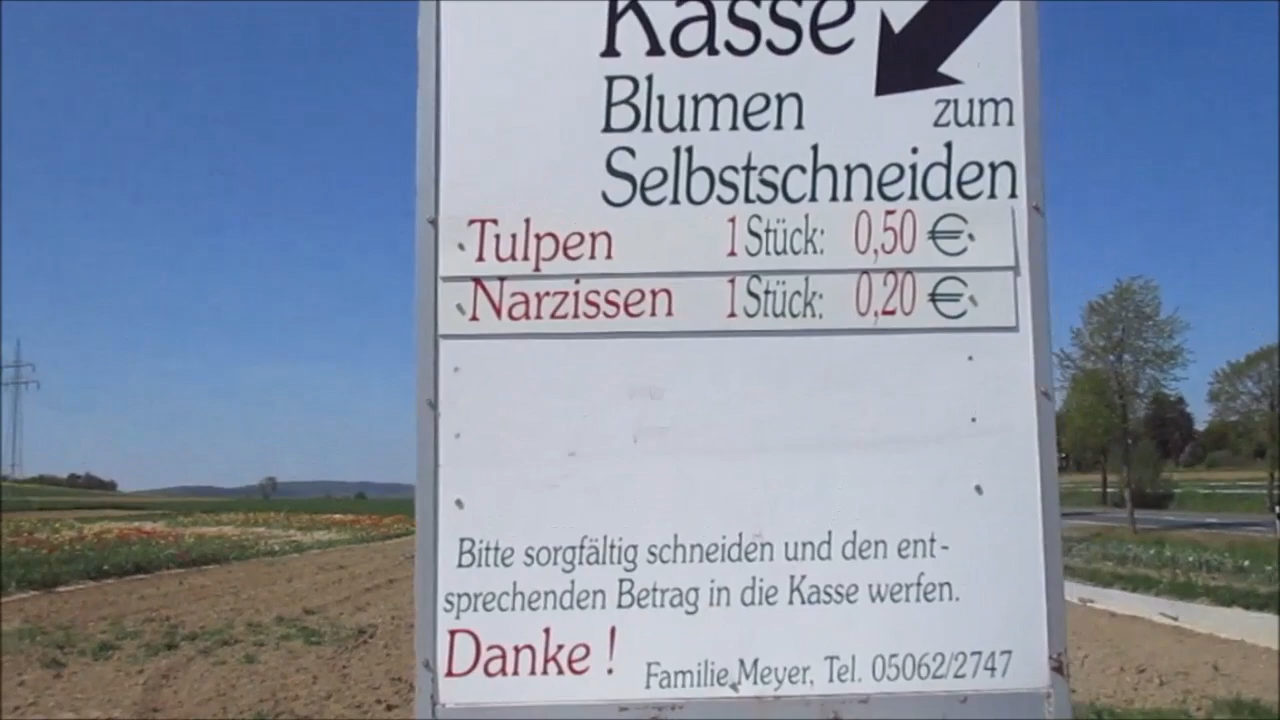 Kasse
Blumen zum
Selbstschneiden
Tulpen 1 Stück: 0,50 €
Narzissen 1 Stück: 0,20 €
Bitte sorgfältig schneiden und den ent-
sprechenden Betrag in die Kasse werfen.
Danke ! Familie Meyer, Tel. 05062/2747